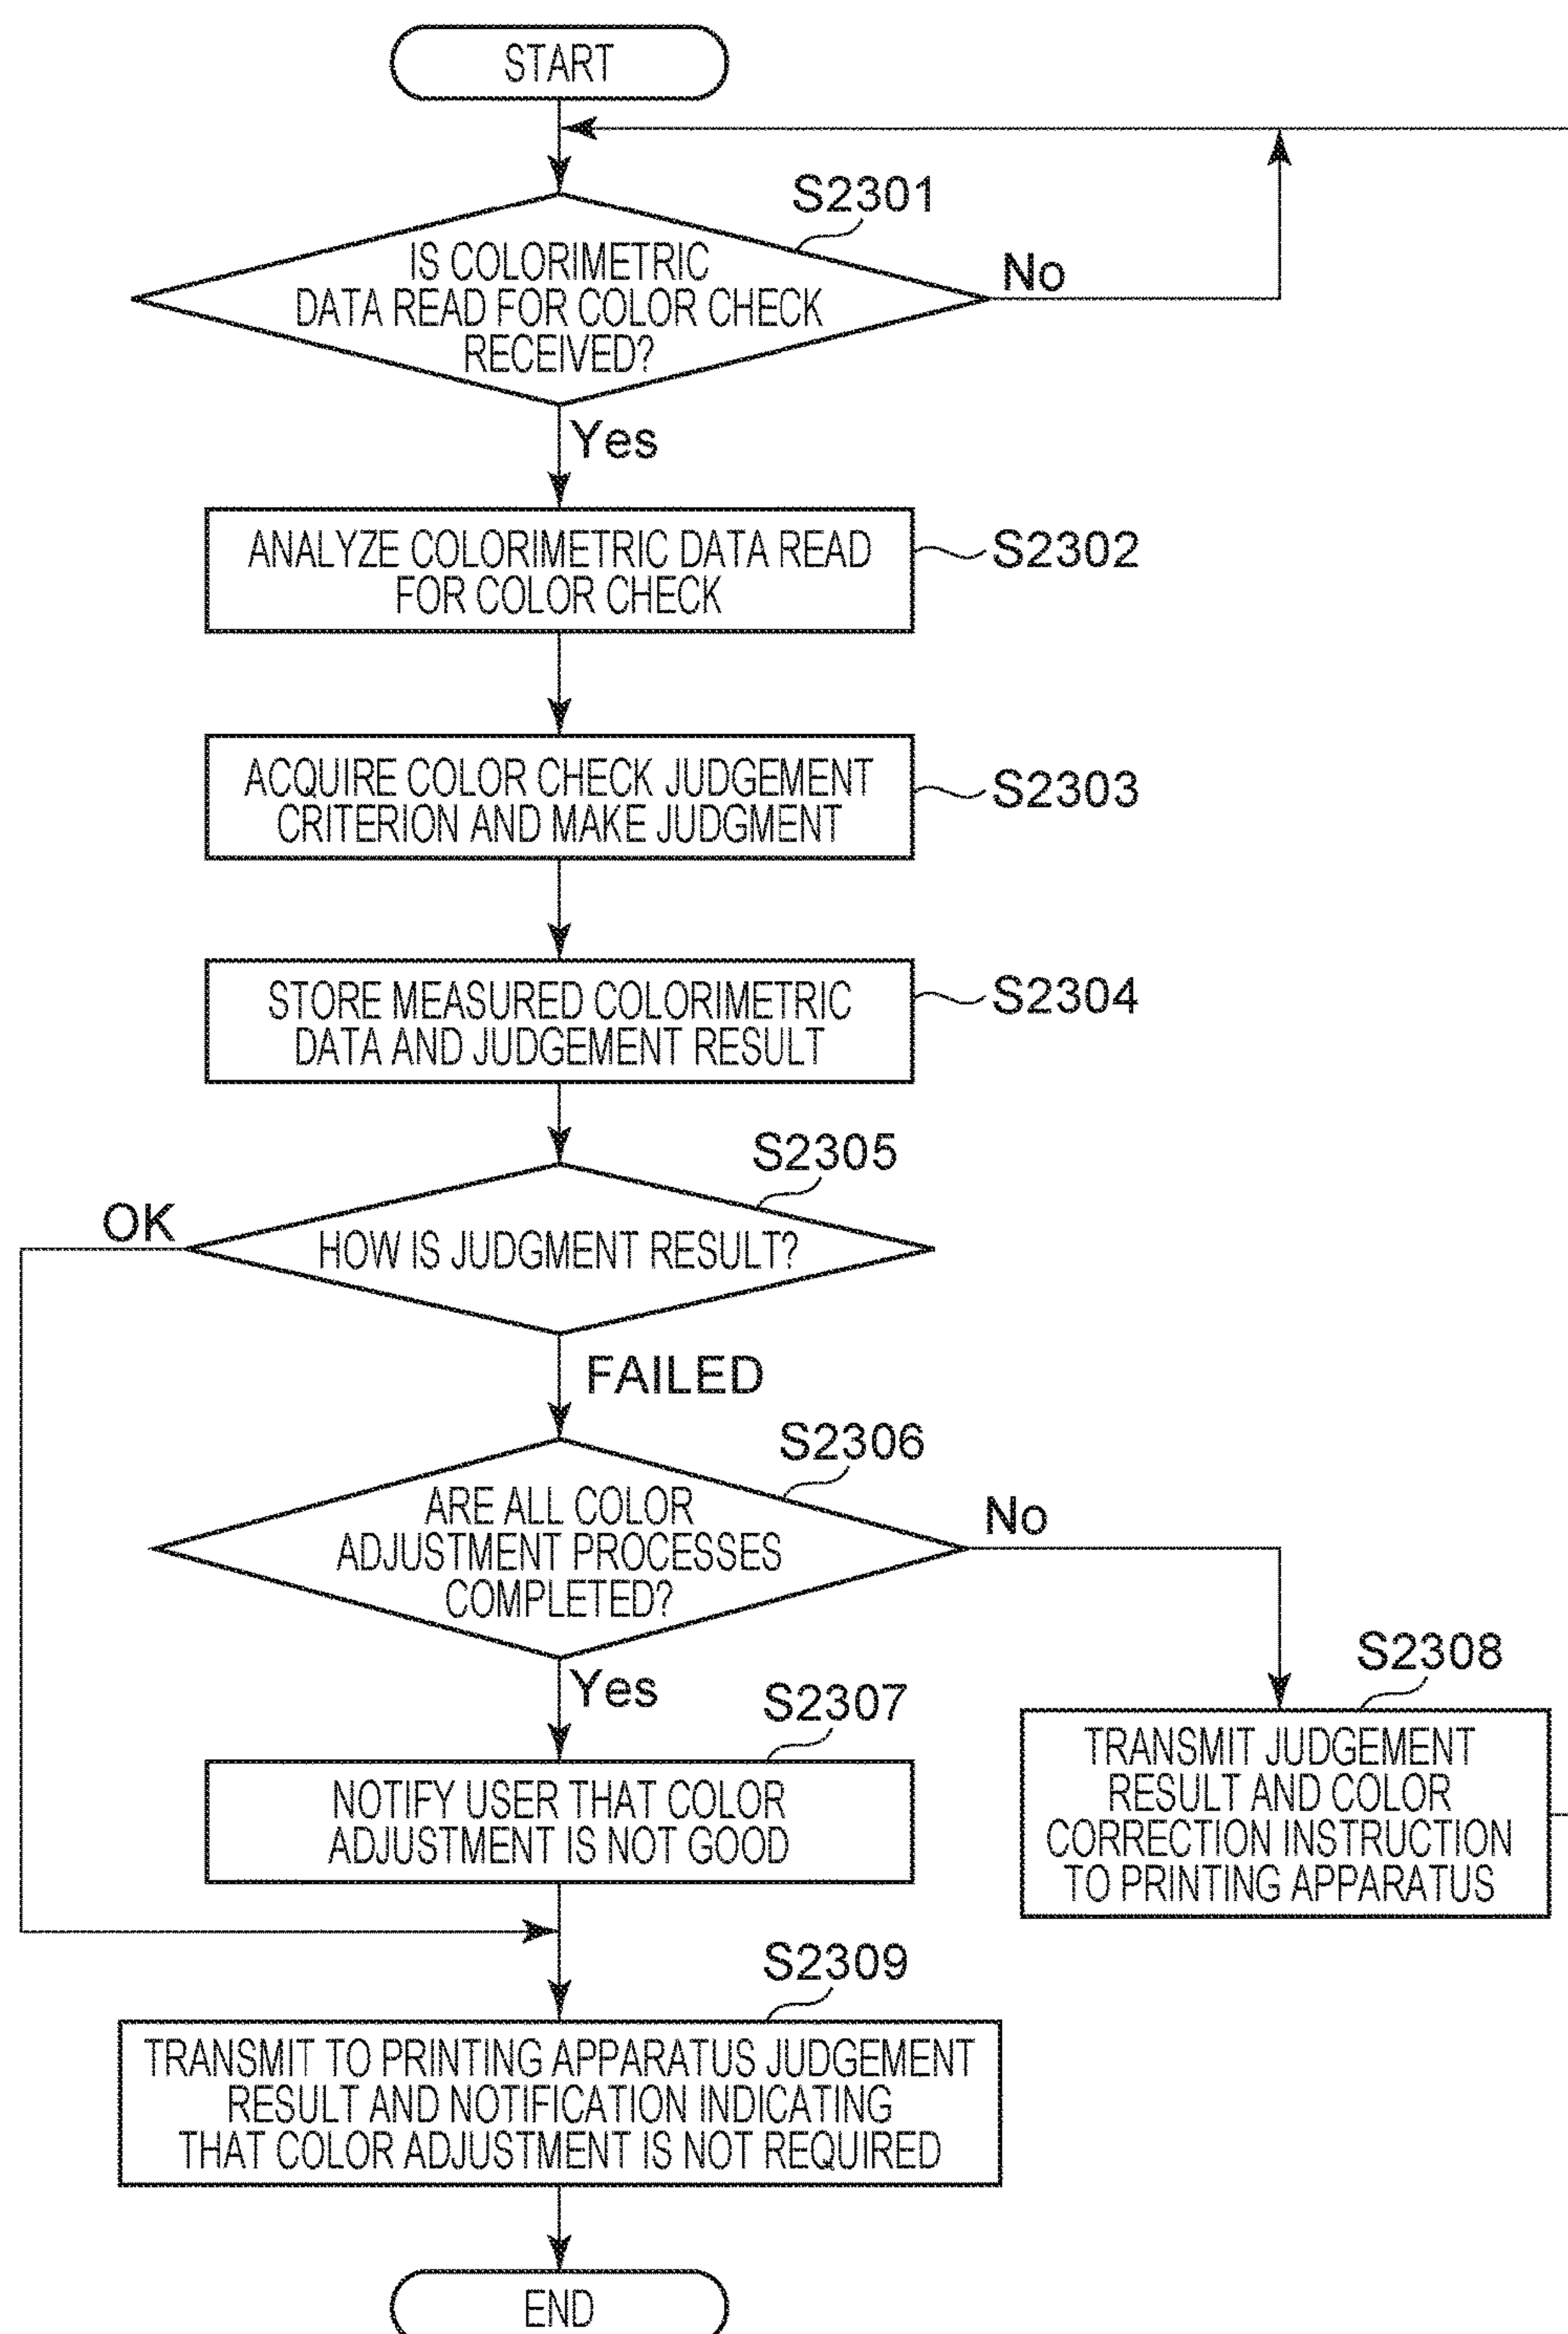 START
S2301
IS COLORIMETRIC
DATA READ FOR COLOR CHECK
RECEIVED?
No
Yes
ANALYZE COLORIMETRIC DATA READ
FOR COLOR CHECK
S2302
ACQUIRE COLOR CHECK JUDGEMENT
CRITERION AND MAKE JUDGMENT
S2303
STORE MEASURED COLORIMETRIC
DATA AND JUDGEMENT RESULT
S2304
S2305
OK
HOW IS JUDGMENT RESULT?
FAILED
S2306
ARE ALL COLOR
ADJUSTMENT PROCESSES
COMPLETED?
No
Yes
S2307
NOTIFY USER THAT COLOR
ADJUSTMENT IS NOT GOOD
S2308
TRANSMIT JUDGEMENT
RESULT AND COLOR
CORRECTION INSTRUCTION
TO PRINTING APPARATUS
S2309
TRANSMIT TO PRINTING APPARATUS JUDGEMENT
RESULT AND NOTIFICATION INDICATING
THAT COLOR ADJUSTMENT IS NOT REQUIRED
END